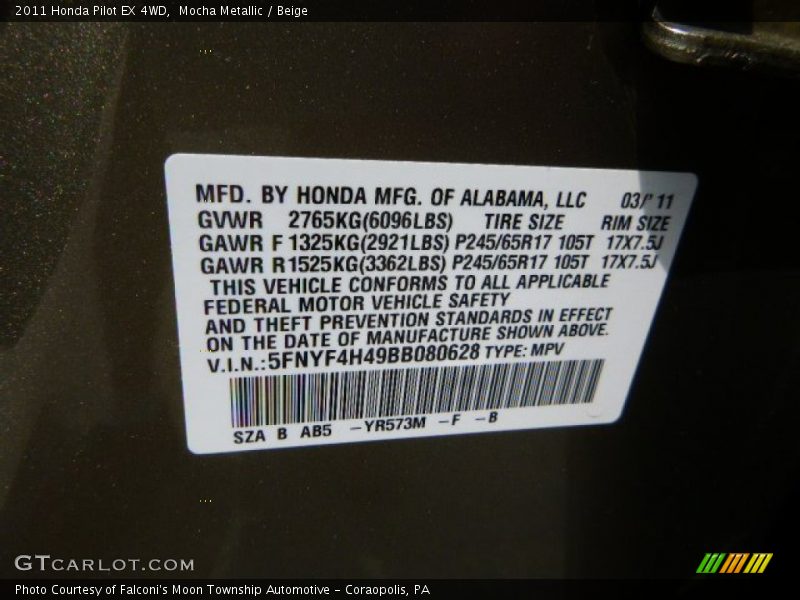 2011 Honda Pilot EX 4WD,  Mocha Metallic / Beige
MFD. BY HONDA MFG. OF ALABAMA, LLC 03/'11
GVWR 2765KG(6096LBS) TIRE SIZE RIM SIZE
GAWR F 1325KG(2921LBS) P245/65R17 105T 17X7.5J
GAWR R1525KG(3362LBS) P245/65R17 105T 17X7.5J
THIS VEHICLE CONFORMS TO ALL APPLICABLE
FEDERAL MOTOR VEHICLE SAFETY
AND THEFT PREVENTION STANDARDS IN EFFECT
ON THE DATE OF MANUFACTURE SHOWN ABOVE.
V.I.N.:5FNYF4H49BB080628 TYPE: MPV
SZA B AB5 -YR573M -F -B
GTCARLOT.COM
Photo Courtesy of Falconi's Moon Township Automotive - Coraopolis, PA